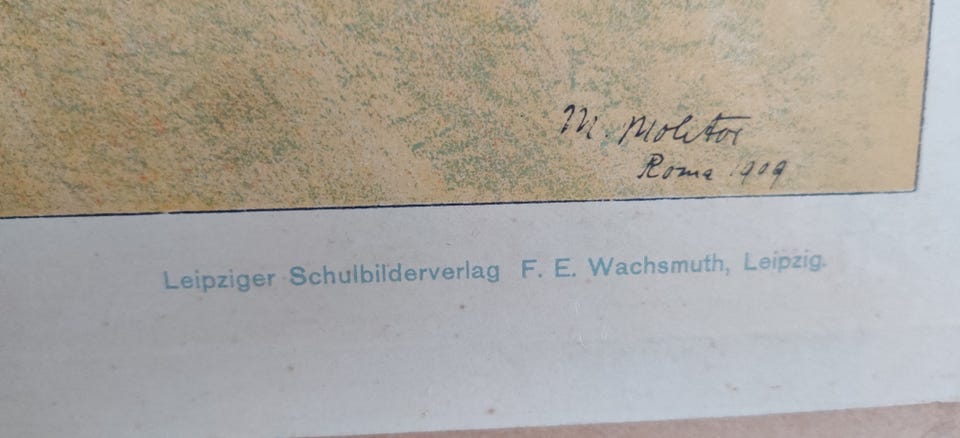 M. Molitor
Roma 1909
Leipziger Schulbilderverlag F. E. Wachsmuth, Leipzig.